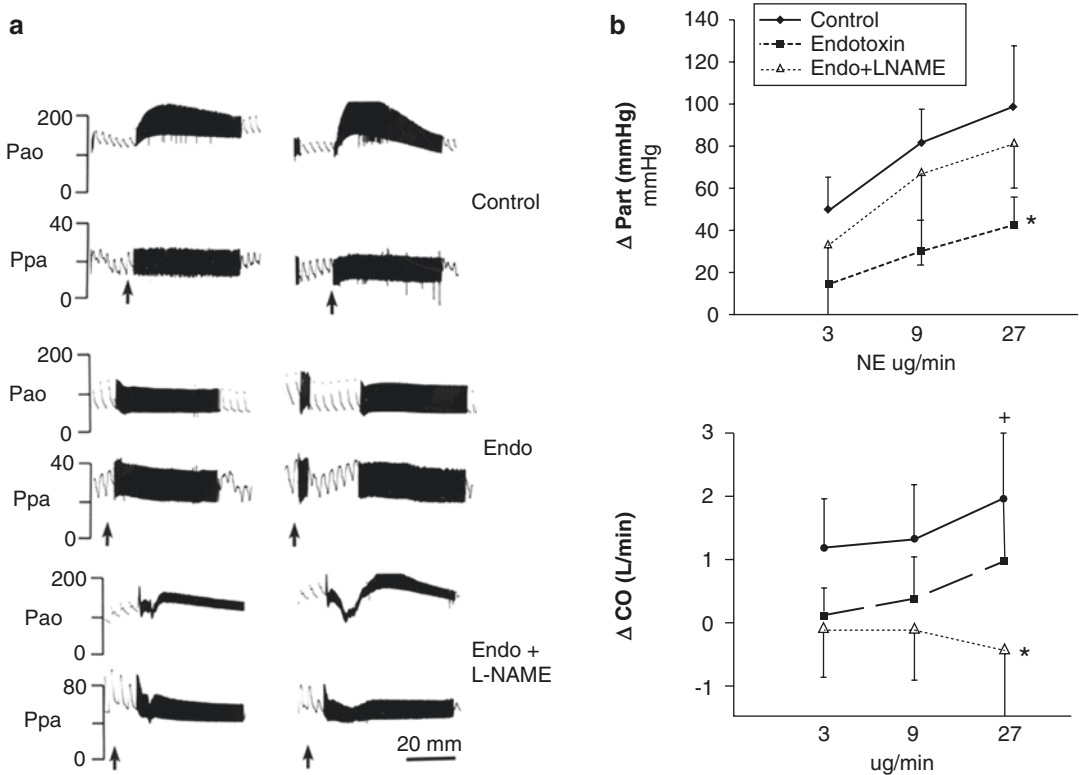 a
200
Pao
0
Control
40
Ppa
0
200
Pao
0
Endo
40
Ppa
0
200
Pao
0
Endo +
L-NAME
80
Ppa
0
20 mm
b
Control
Endotoxin
Endo+LNAME
140
120
100
80
60
40
20
0
Δ Part (mmHg)
mmHg
*
3 9 27
NE ug/min
3
2
1
0
-1
Δ CO (L/min)
+
*
3 9 27
ug/min